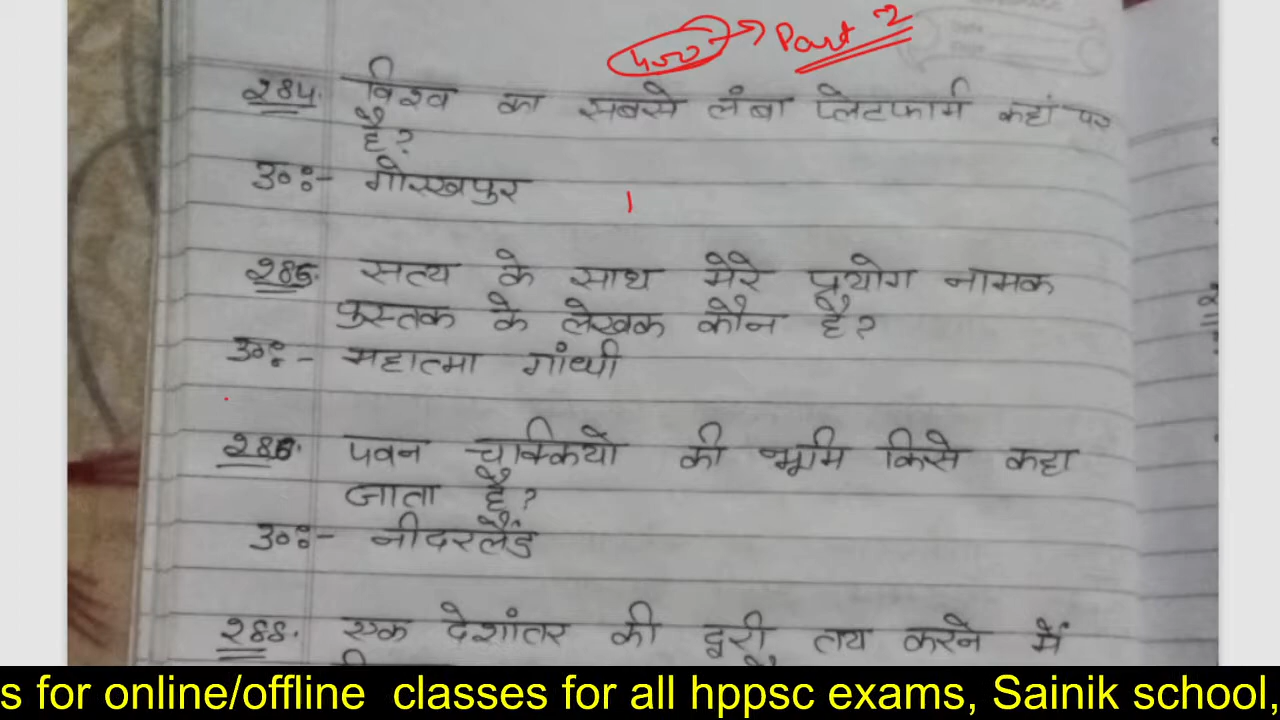 400 → Part 2
284. विश्व का सबसे लंबा प्लेटफार्म कहां पर
है?
उ०ः- गोरखपुर
285. सत्य के साथ मेरे प्रयोग नामक
पुस्तक के लेखक कौन है?
उ०ः- महात्मा गांधी
286. पवन चक्कियो की भूमि किसे कहा
जाता है?
उ०ः- नीदरलैंड
288. एक देशांतर की दूरी तय करने में
s for online/offline classes for all hppsc exams, Sainik school,